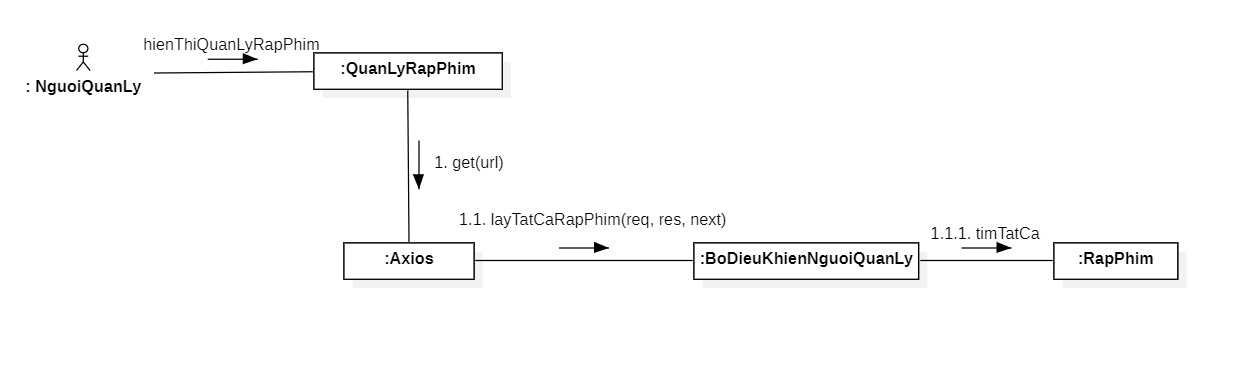 hienThiQuanLyRapPhim
: NguoiQuanLy
:QuanLyRapPhim
1. get(url)
1.1. layTatCaRapPhim(req, res, next)
1.1.1. timTatCa
:Axios
:BoDieuKhienNguoiQuanLy
:RapPhim